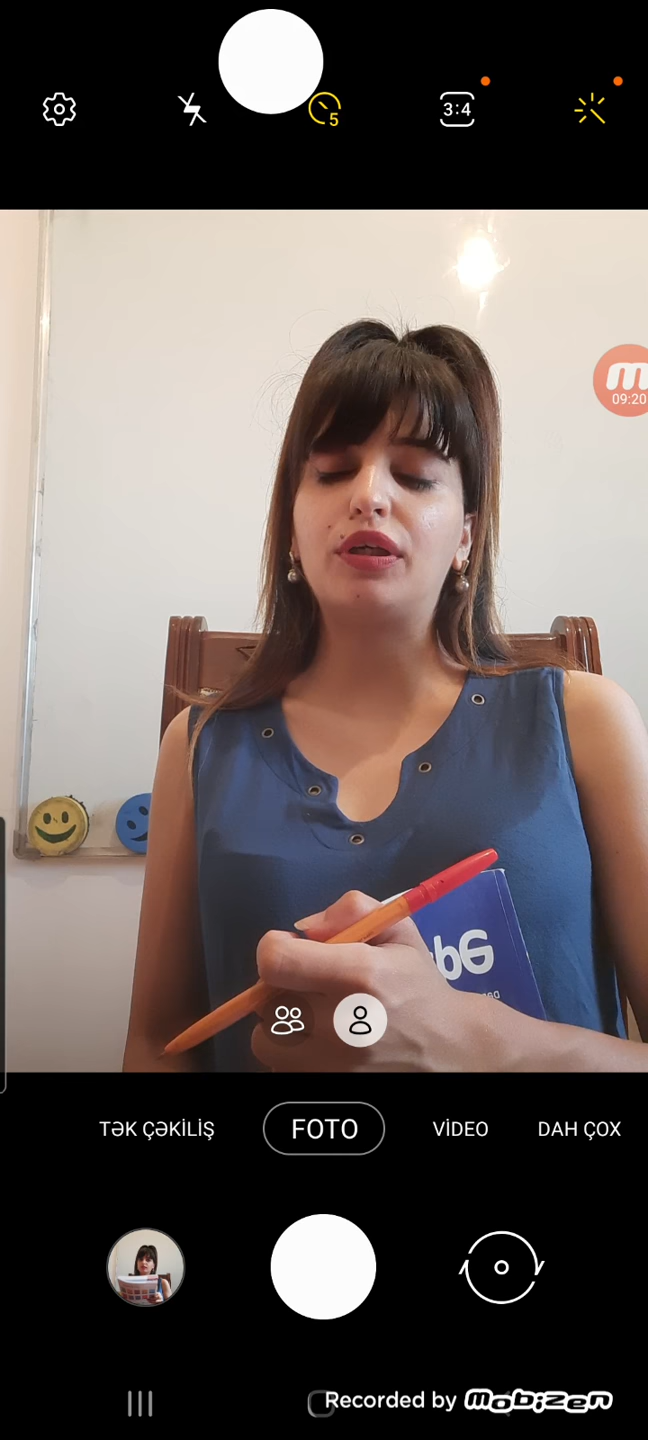 5
3:4
m
09:20
TƏK ÇƏKİLİŞ
FOTO
VİDEO
DAH ÇOX
Recorded by Mobizen